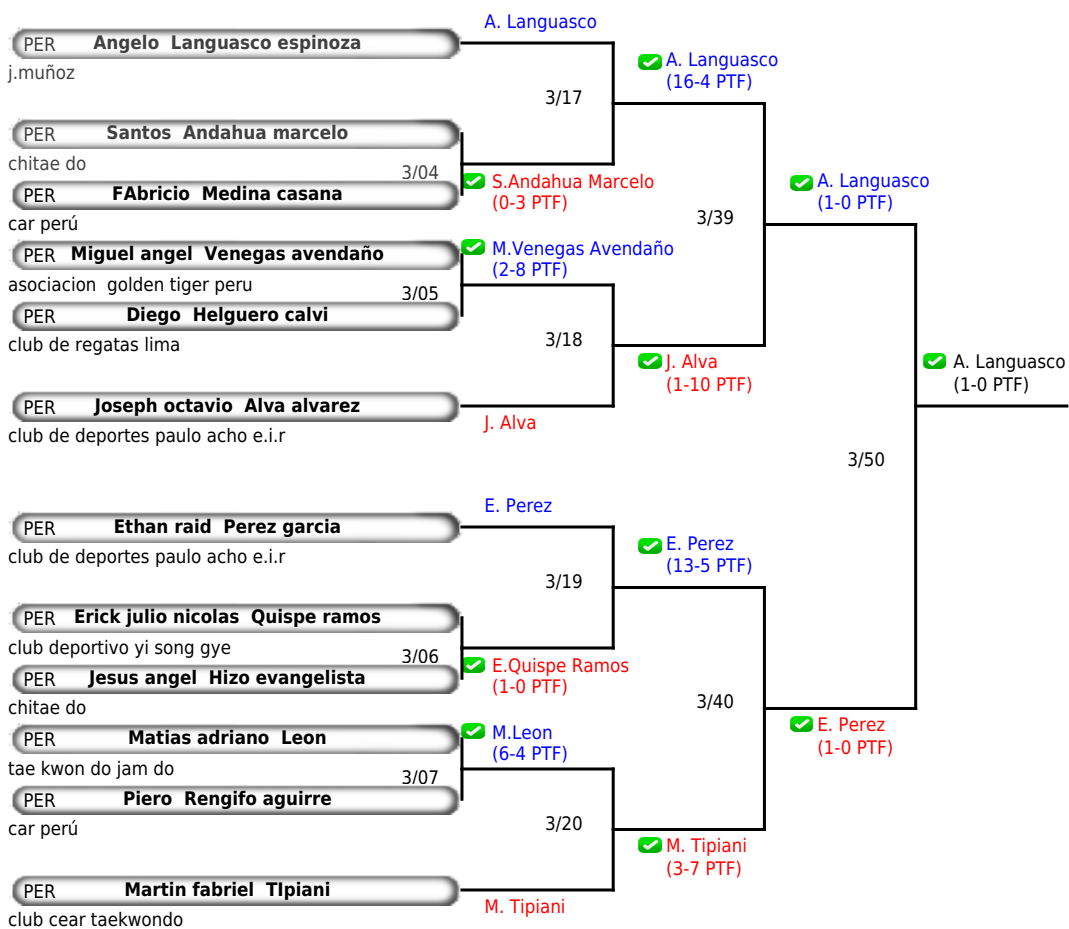 A. Languasco
PER Angelo Languasco espinoza
j.muñoz
A. Languasco
(16-4 PTF)
3/17
PER Santos Andahua marcelo
chitae do
3/04
PER FAbricio Medina casana
car perú
S.Andahua Marcelo
(0-3 PTF)
A. Languasco
(1-0 PTF)
3/39
PER Miguel angel Venegas avendaño
asociacion golden tiger peru
M.Venegas Avendaño
(2-8 PTF)
3/05
PER Diego Helguero calvi
club de regatas lima
3/18
J. Alva
(1-10 PTF)
A. Languasco
(1-0 PTF)
PER Joseph octavio Alva alvarez
club de deportes paulo acho e.i.r
J. Alva
3/50
E. Perez
PER Ethan raid Perez garcia
club de deportes paulo acho e.i.r
E. Perez
(13-5 PTF)
3/19
PER Erick julio nicolas Quispe ramos
club deportivo yi song gye
3/06
PER Jesus angel Hizo evangelista
chitae do
E.Quispe Ramos
(1-0 PTF)
3/40
PER Matias adriano Leon
tae kwon do jam do
M.Leon
(6-4 PTF)
E. Perez
(1-0 PTF)
3/07
PER Piero Rengifo aguirre
car perú
3/20
M. Tipiani
(3-7 PTF)
PER Martin fabriel TIpiani
club cear taekwondo
M. Tipiani